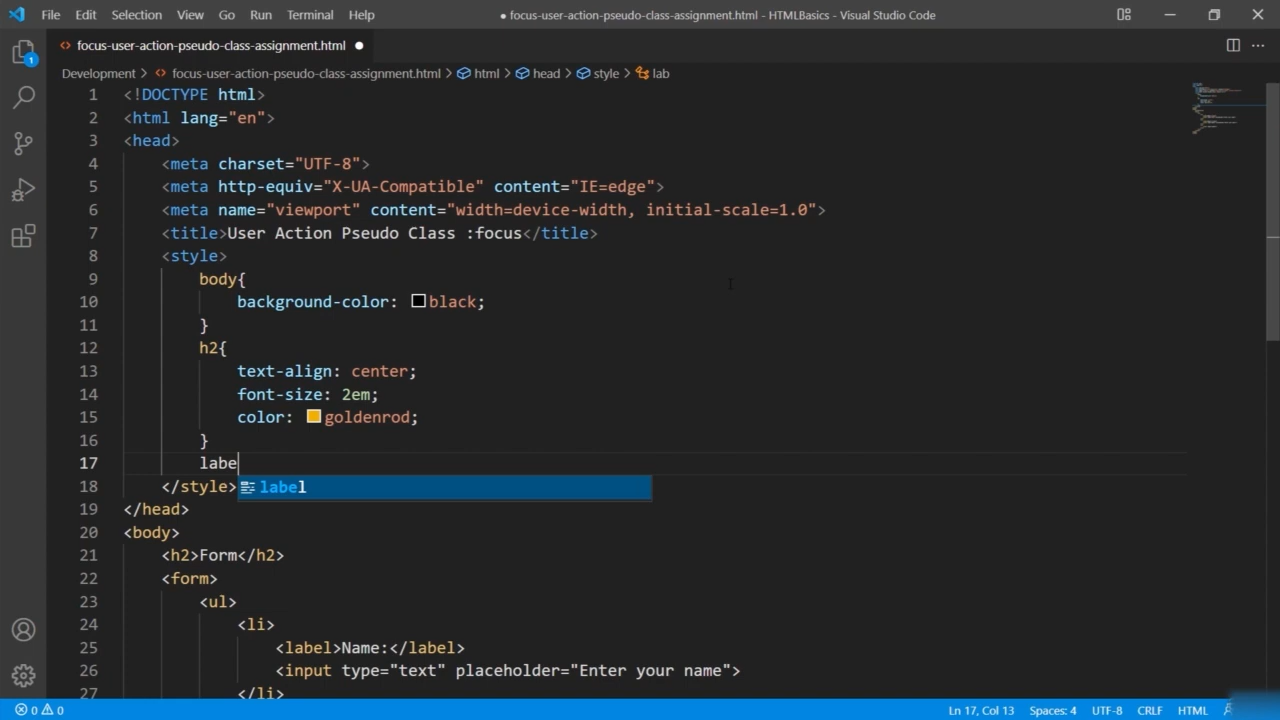 File Edit Selection View Go Run Terminal Help
● focus-user-action-pseudo-class-assignment.html - HTMLBasics - Visual Studio Code
focus-user-action-pseudo-class-assignment.html
1
Development > focus-user-action-pseudo-class-assignment.html > html > head > style > lab
1 <!DOCTYPE html>
2 <html lang="en">
3 <head>
4 <meta charset="UTF-8">
5 <meta http-equiv="X-UA-Compatible" content="IE=edge">
6 <meta name="viewport" content="width=device-width, initial-scale=1.0">
7 <title>User Action Pseudo Class :focus</title>
8 <style>
9 body{
10 background-color: black;
11 }
12 h2{
13 text-align: center;
14 font-size: 2em;
15 color: goldenrod;
16 }
17 labe
18 </style> label
19 </head>
20 <body>
21 <h2>Form</h2>
22 <form>
23 <ul>
24 <li>
25 <label>Name:</label>
26 <input type="text" placeholder="Enter your name">
27 </li>
0 0 Ln 17, Col 13 Spaces: 4 UTF-8 CRLF HTML